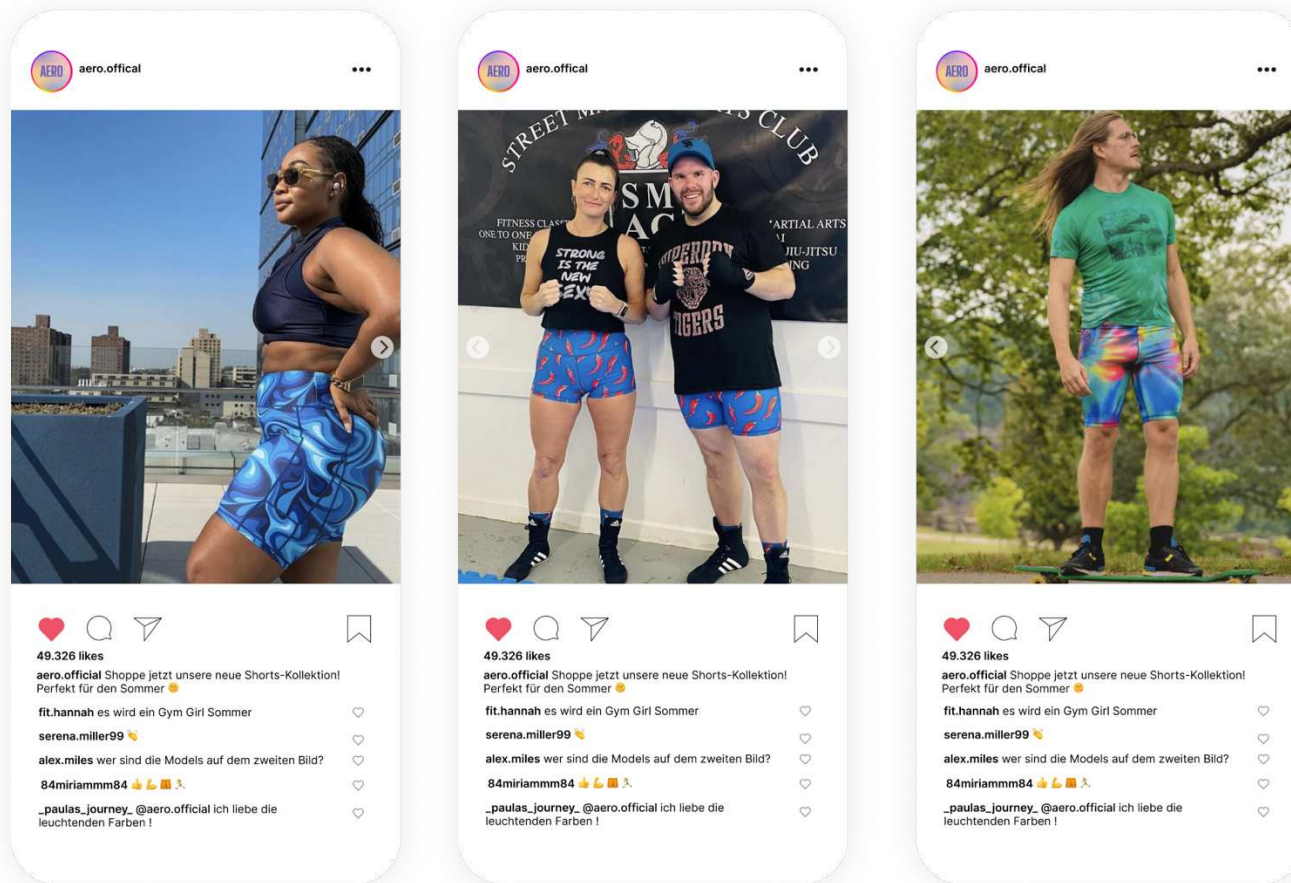 AERO aero.offical
49.326 likes
aero.official Shoppe jetzt unsere neue Shorts-Kollektion!
Perfekt für den Sommer 🌞
fit.hannah es wird ein Gym Girl Sommer
serena.miller99 👏
alex.miles wer sind die Models auf dem zweiten Bild?
84miriammm84 👍💪🩳🏃
_paulas_journey_ @aero.official ich liebe die
leuchtenden Farben !
AERO aero.offical
STREET CLUB
FITNESS
ONE TO ONE
MARTIAL ARTS
JIU-JITSU
STRONG
IS THE
NEW
SEXY
SUPERDRY
TIGERS
49.326 likes
aero.official Shoppe jetzt unsere neue Shorts-Kollektion!
Perfekt für den Sommer 🌞
fit.hannah es wird ein Gym Girl Sommer
serena.miller99 👏
alex.miles wer sind die Models auf dem zweiten Bild?
84miriammm84 👍💪🩳🏃
_paulas_journey_ @aero.official ich liebe die
leuchtenden Farben !
AERO aero.offical
49.326 likes
aero.official Shoppe jetzt unsere neue Shorts-Kollektion!
Perfekt für den Sommer 🌞
fit.hannah es wird ein Gym Girl Sommer
serena.miller99 👏
alex.miles wer sind die Models auf dem zweiten Bild?
84miriammm84 👍💪🩳🏃
_paulas_journey_ @aero.official ich liebe die
leuchtenden Farben !